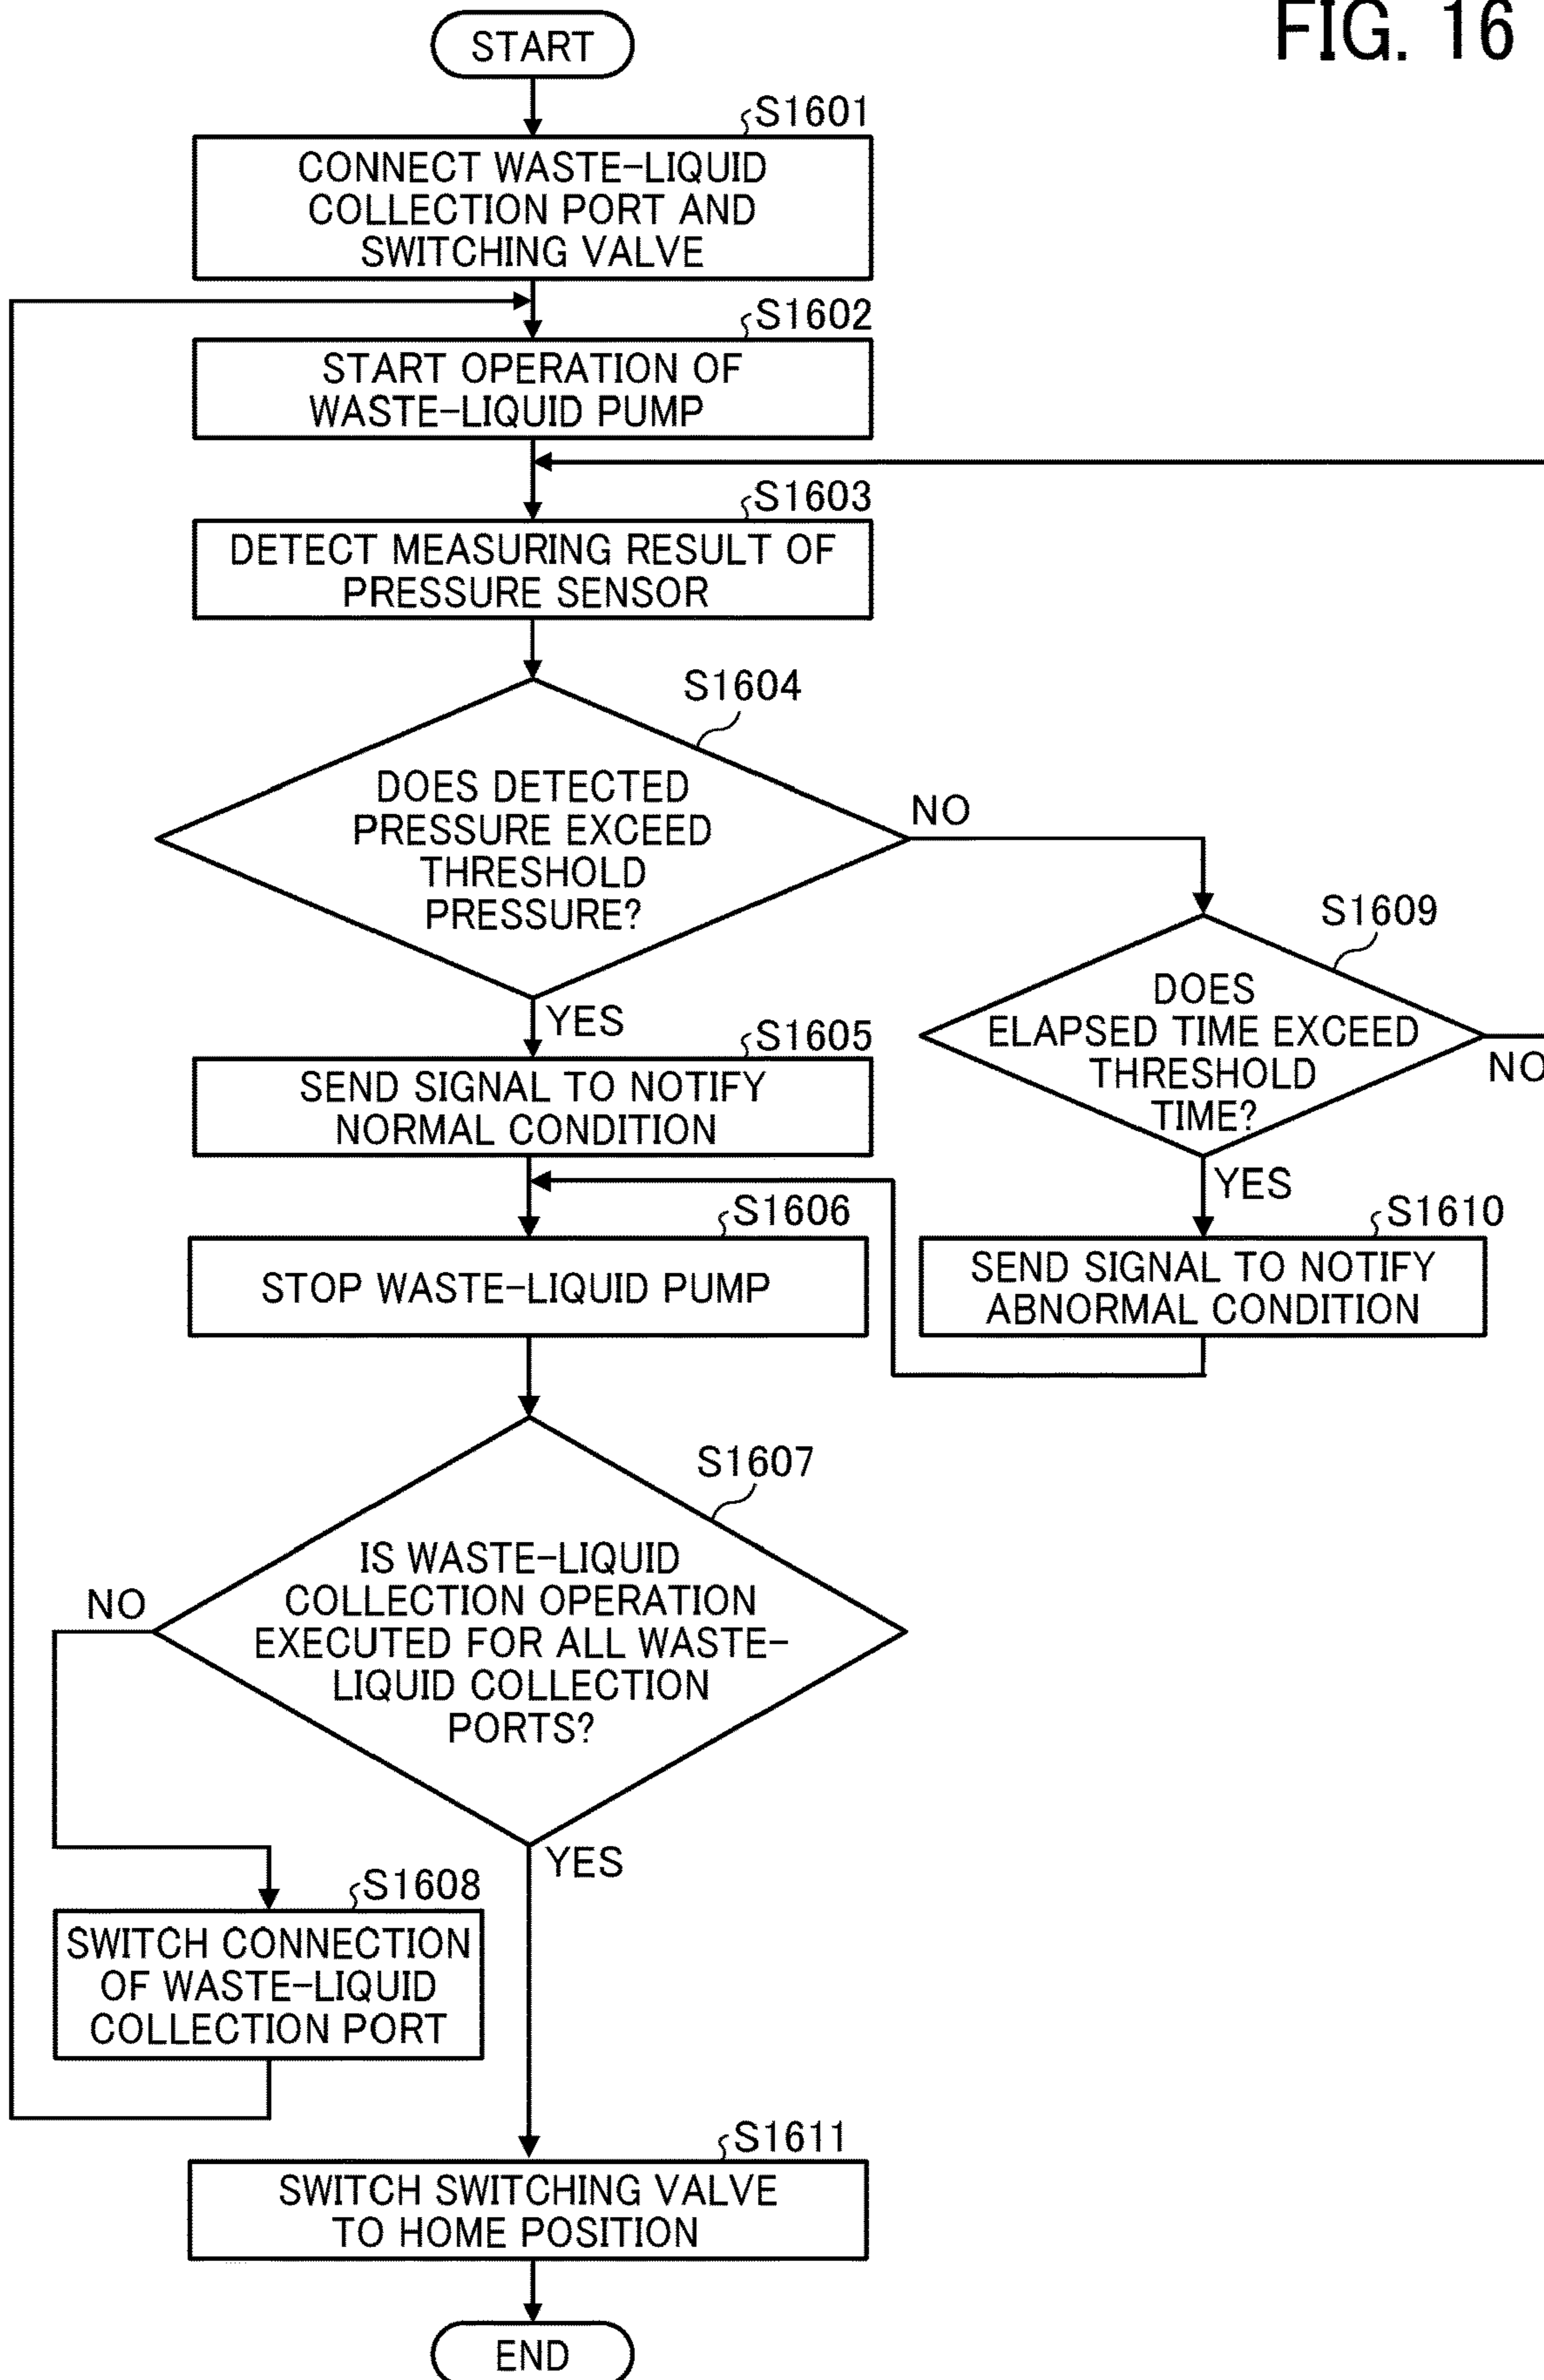 FIG. 16
START
S1601
CONNECT WASTE-LIQUID
COLLECTION PORT AND
SWITCHING VALVE
S1602
START OPERATION OF
WASTE-LIQUID PUMP
S1603
DETECT MEASURING RESULT OF
PRESSURE SENSOR
S1604
DOES DETECTED
PRESSURE EXCEED
THRESHOLD
PRESSURE?
NO
YES
S1609
DOES
ELAPSED TIME EXCEED
THRESHOLD
TIME?
NO
YES
S1605
SEND SIGNAL TO NOTIFY
NORMAL CONDITION
S1610
SEND SIGNAL TO NOTIFY
ABNORMAL CONDITION
S1606
STOP WASTE-LIQUID PUMP
S1607
IS WASTE-LIQUID
COLLECTION OPERATION
EXECUTED FOR ALL WASTE-
LIQUID COLLECTION
PORTS?
NO
YES
S1608
SWITCH CONNECTION
OF WASTE-LIQUID
COLLECTION PORT
S1611
SWITCH SWITCHING VALVE
TO HOME POSITION
END